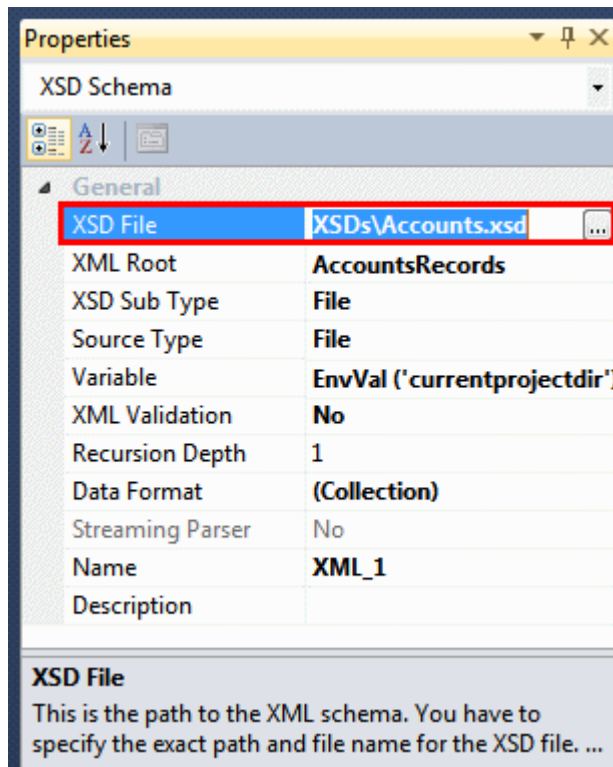 Properties
XSD Schema
A
Z
General
XSD File XSDs\Accounts.xsd ...
XML Root AccountsRecords
XSD Sub Type File
Source Type File
Variable EnvVal ('currentprojectdir')
XML Validation No
Recursion Depth 1
Data Format (Collection)
Streaming Parser No
Name XML_1
Description
XSD File
This is the path to the XML schema. You have to
specify the exact path and file name for the XSD file. ...